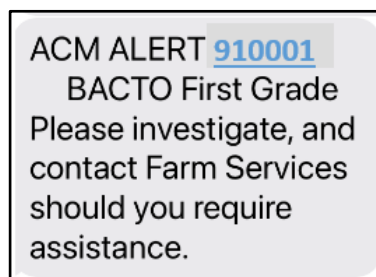 ACM ALERT 910001
BACTO First Grade
Please investigate, and
contact Farm Services
should you require
assistance.